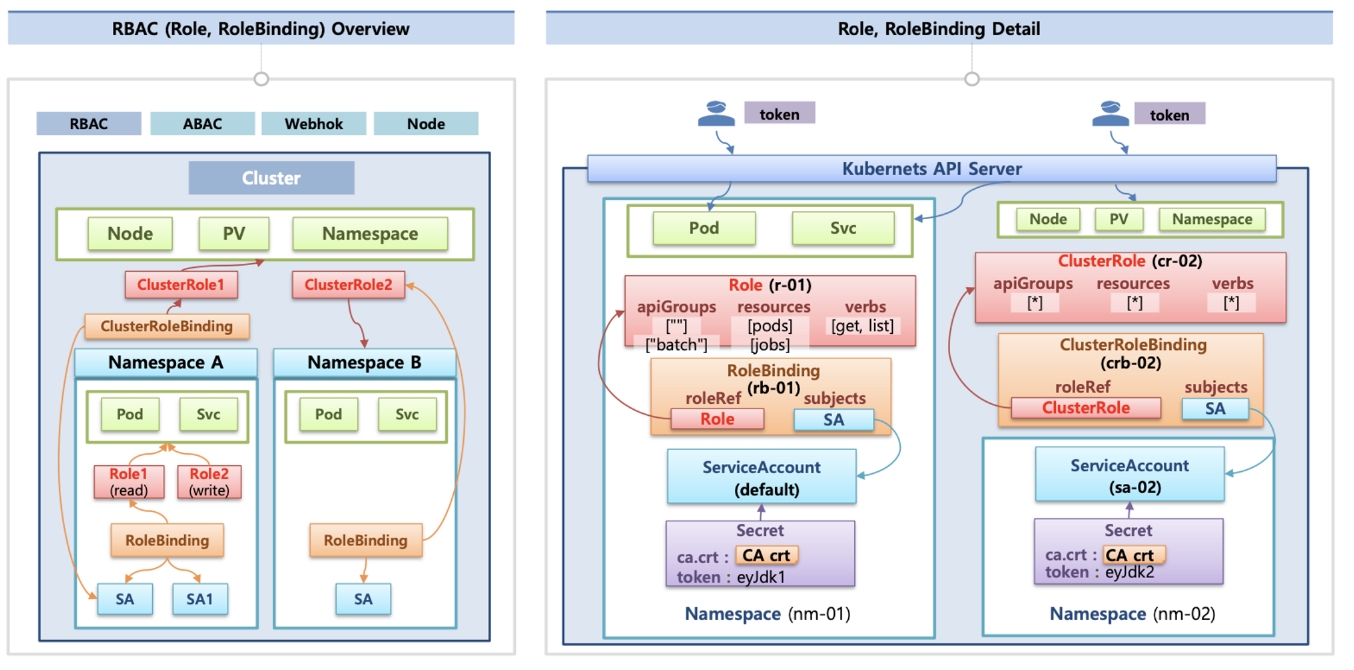 RBAC (Role, RoleBinding) Overview
RBAC
ABAC
Webhok
Node
Cluster
Node
PV
Namespace
ClusterRole1
ClusterRole2
ClusterRoleBinding
Namespace A
Namespace B
Pod
Svc
Pod
Svc
Role1
(read)
Role2
(write)
RoleBinding
RoleBinding
SA
SA1
SA
Role, RoleBinding Detail
token
token
Kubernets API Server
Pod
Svc
Role (r-01)
apiGroups resources verbs
[""] [pods] [get, list]
["batch"] [jobs]
RoleBinding
(rb-01)
roleRef subjects
Role SA
ServiceAccount
(default)
Secret
ca.crt : CA crt
token : eyJdk1
Namespace (nm-01)
Node
PV
Namespace
ClusterRole (cr-02)
apiGroups resources verbs
[*] [*] [*]
ClusterRoleBinding
(crb-02)
roleRef subjects
ClusterRole SA
ServiceAccount
(sa-02)
Secret
ca.crt : CA crt
token : eyJdk2
Namespace (nm-02)